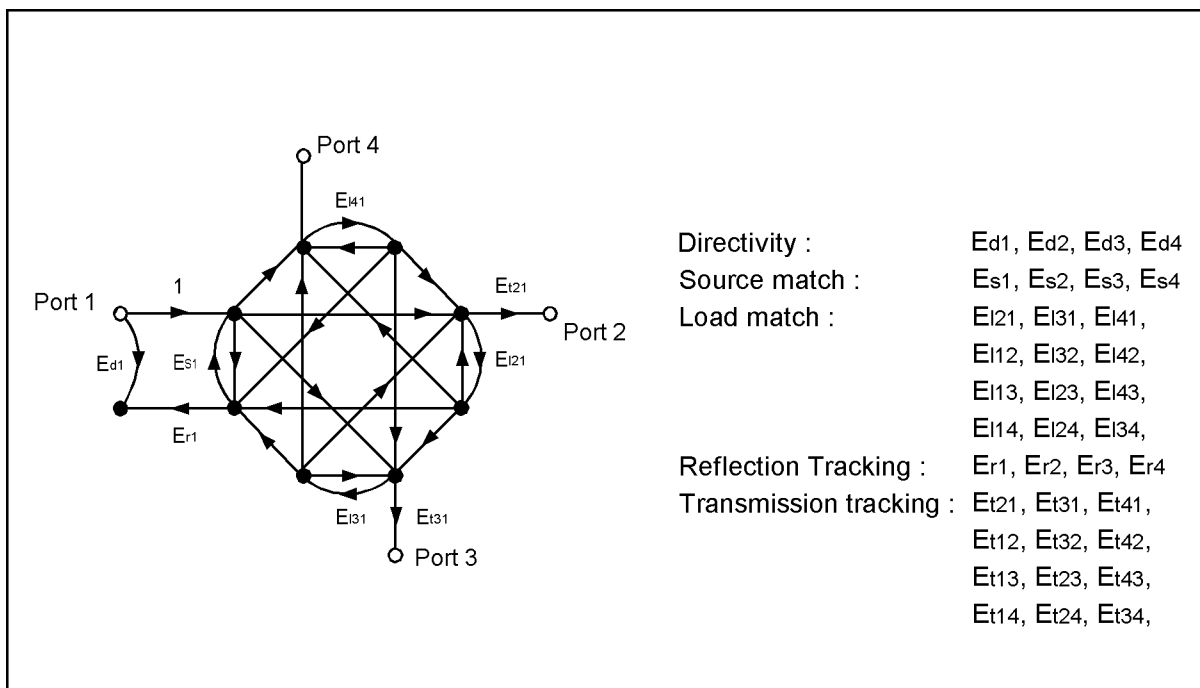 Port 4
El41
1
Et21
Port 1
Port 2
Ed1
ES1
El21
Er1
El31
Et31
Port 3
Directivity : Ed1, Ed2, Ed3, Ed4
Source match : Es1, Es2, Es3, Es4
Load match : El21, El31, El41,
El12, El32, El42,
El13, El23, El43,
El14, El24, El34,
Reflection Tracking : Er1, Er2, Er3, Er4
Transmission tracking : Et21, Et31, Et41,
Et12, Et32, Et42,
Et13, Et23, Et43,
Et14, Et24, Et34,